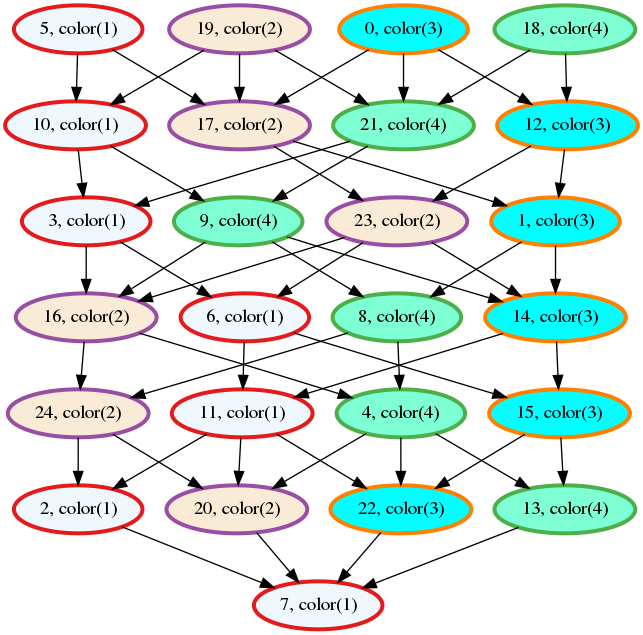 5, color(1)
19, color(2)
0, color(3)
18, color(4)
10, color(1)
17, color(2)
21, color(4)
12, color(3)
3, color(1)
9, color(4)
23, color(2)
1, color(3)
16, color(2)
6, color(1)
8, color(4)
14, color(3)
24, color(2)
11, color(1)
4, color(4)
15, color(3)
2, color(1)
20, color(2)
22, color(3)
13, color(4)
7, color(1)